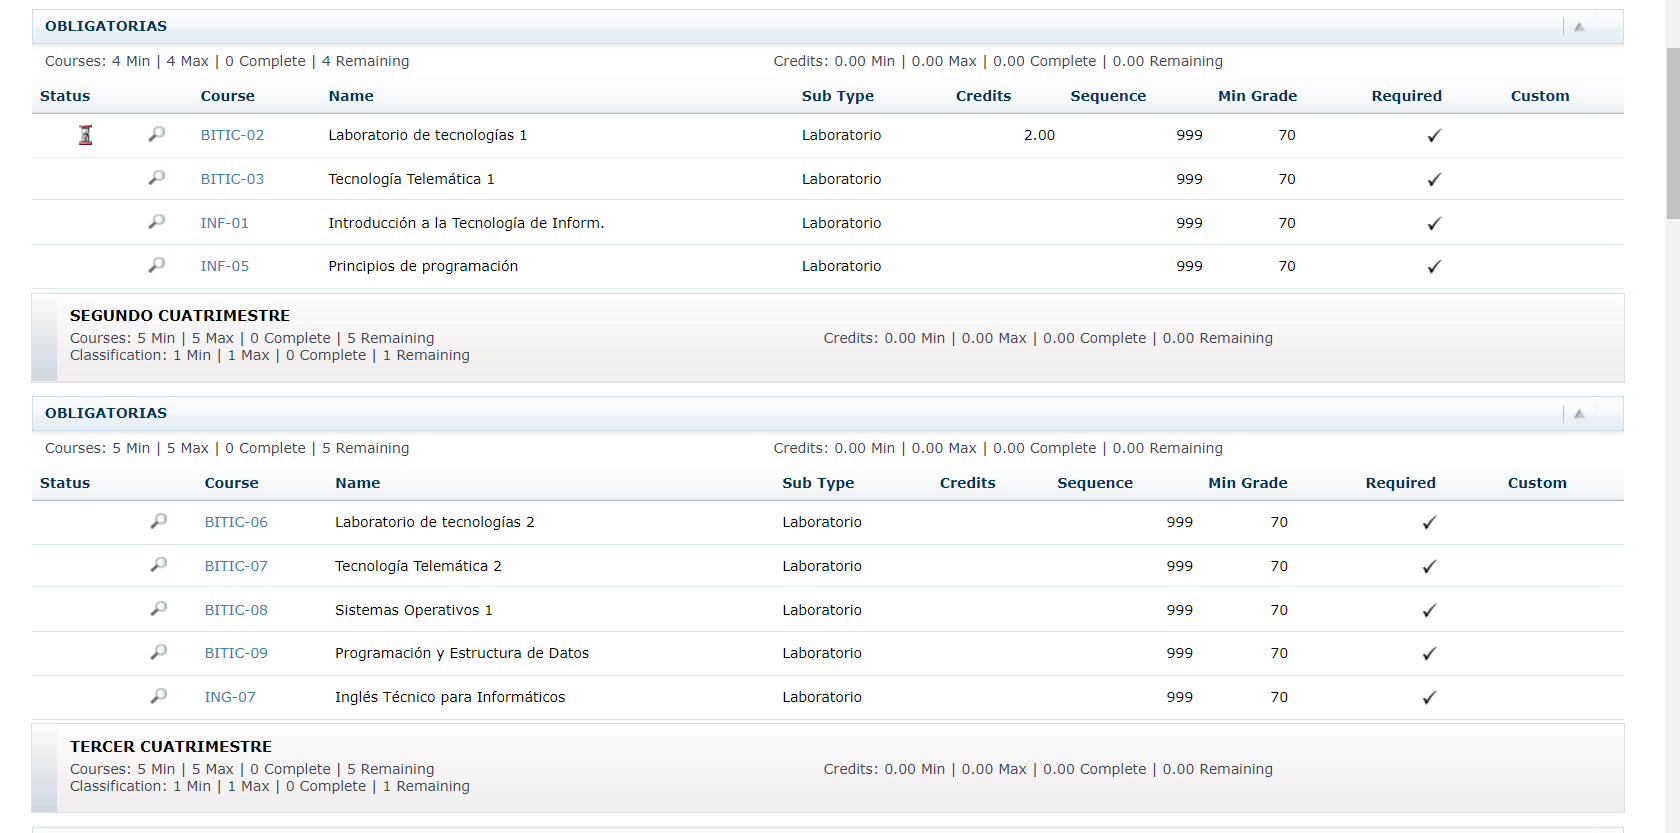 OBLIGATORIAS
Courses: 4 Min | 4 Max | 0 Complete | 4 Remaining Credits: 0.00 Min | 0.00 Max | 0.00 Complete | 0.00 Remaining
Status Course Name Sub Type Credits Sequence Min Grade Required Custom
BITIC-02 Laboratorio de tecnologías 1 Laboratorio 2.00 999 70
BITIC-03 Tecnología Telemática 1 Laboratorio 999 70
INF-01 Introducción a la Tecnología de Inform. Laboratorio 999 70
INF-05 Principios de programación Laboratorio 999 70
SEGUNDO CUATRIMESTRE
Courses: 5 Min | 5 Max | 0 Complete | 5 Remaining Credits: 0.00 Min | 0.00 Max | 0.00 Complete | 0.00 Remaining
Classification: 1 Min | 1 Max | 0 Complete | 1 Remaining
OBLIGATORIAS
Courses: 5 Min | 5 Max | 0 Complete | 5 Remaining Credits: 0.00 Min | 0.00 Max | 0.00 Complete | 0.00 Remaining
Status Course Name Sub Type Credits Sequence Min Grade Required Custom
BITIC-06 Laboratorio de tecnologías 2 Laboratorio 999 70
BITIC-07 Tecnología Telemática 2 Laboratorio 999 70
BITIC-08 Sistemas Operativos 1 Laboratorio 999 70
BITIC-09 Programación y Estructura de Datos Laboratorio 999 70
ING-07 Inglés Técnico para Informáticos Laboratorio 999 70
TERCER CUATRIMESTRE
Courses: 5 Min | 5 Max | 0 Complete | 5 Remaining Credits: 0.00 Min | 0.00 Max | 0.00 Complete | 0.00 Remaining
Classification: 1 Min | 1 Max | 0 Complete | 1 Remaining